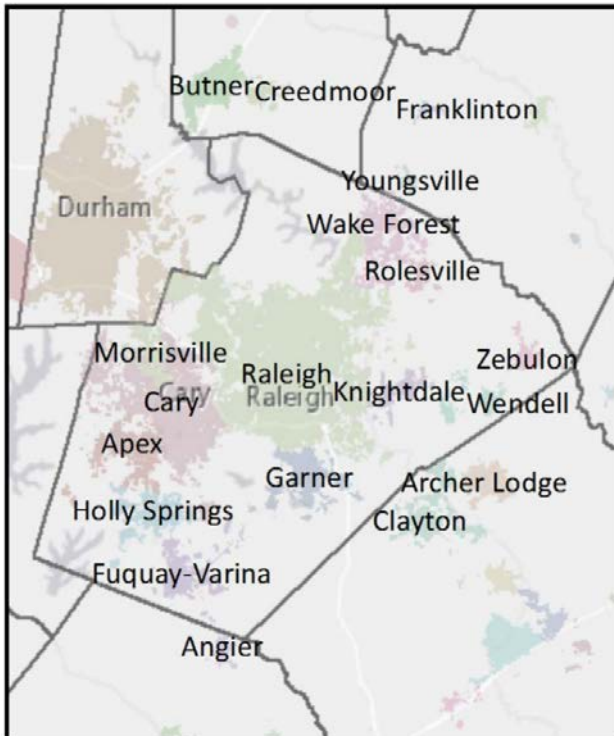 Butner
Creedmoor
Franklinton
Youngsville
Durham
Wake Forest
Rolesville
Morrisville
Zebulon
Raleigh
Knightdale
Cary
Cary
Raleigh
Wendell
Apex
Garner
Archer Lodge
Holly Springs
Clayton
Fuquay-Varina
Angier